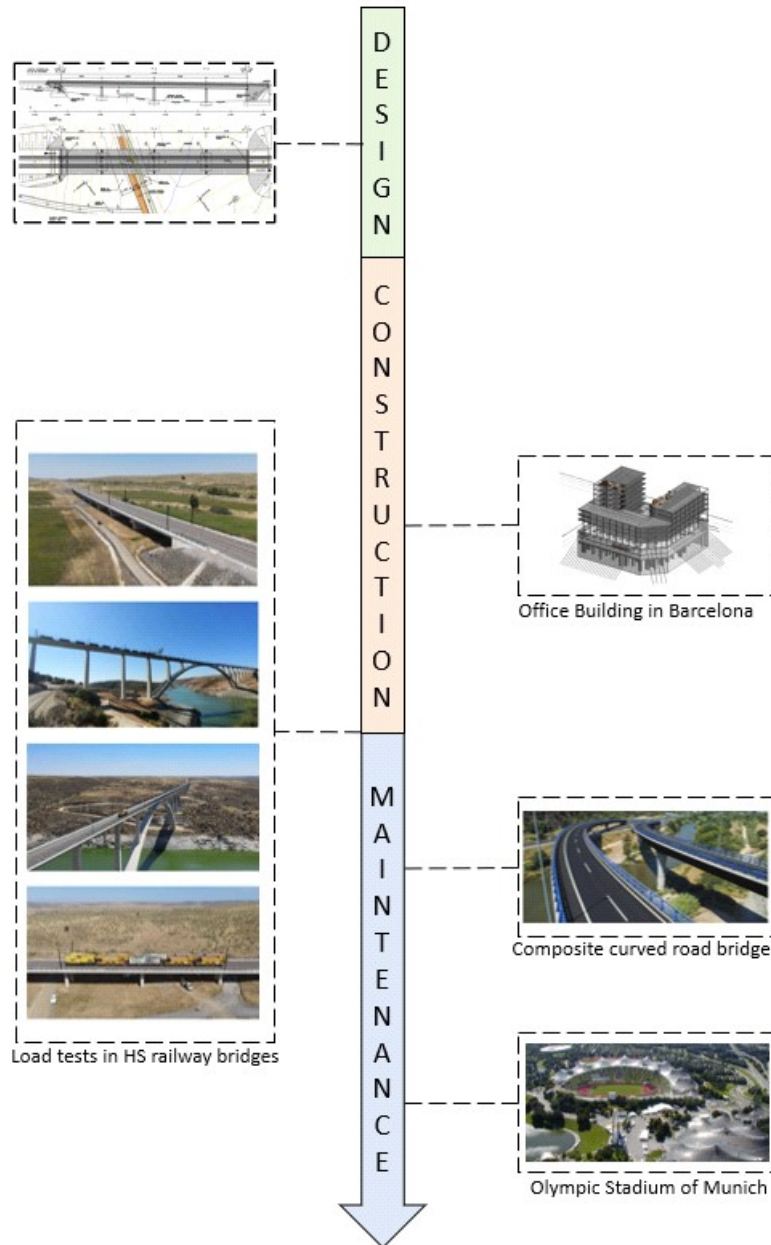 DESIGN
CONSTRUCTION
Office Building in Barcelona
MAINTENANCE
Composite curved road bridge
Load tests in HS railway bridges
Olympic Stadium of Munich